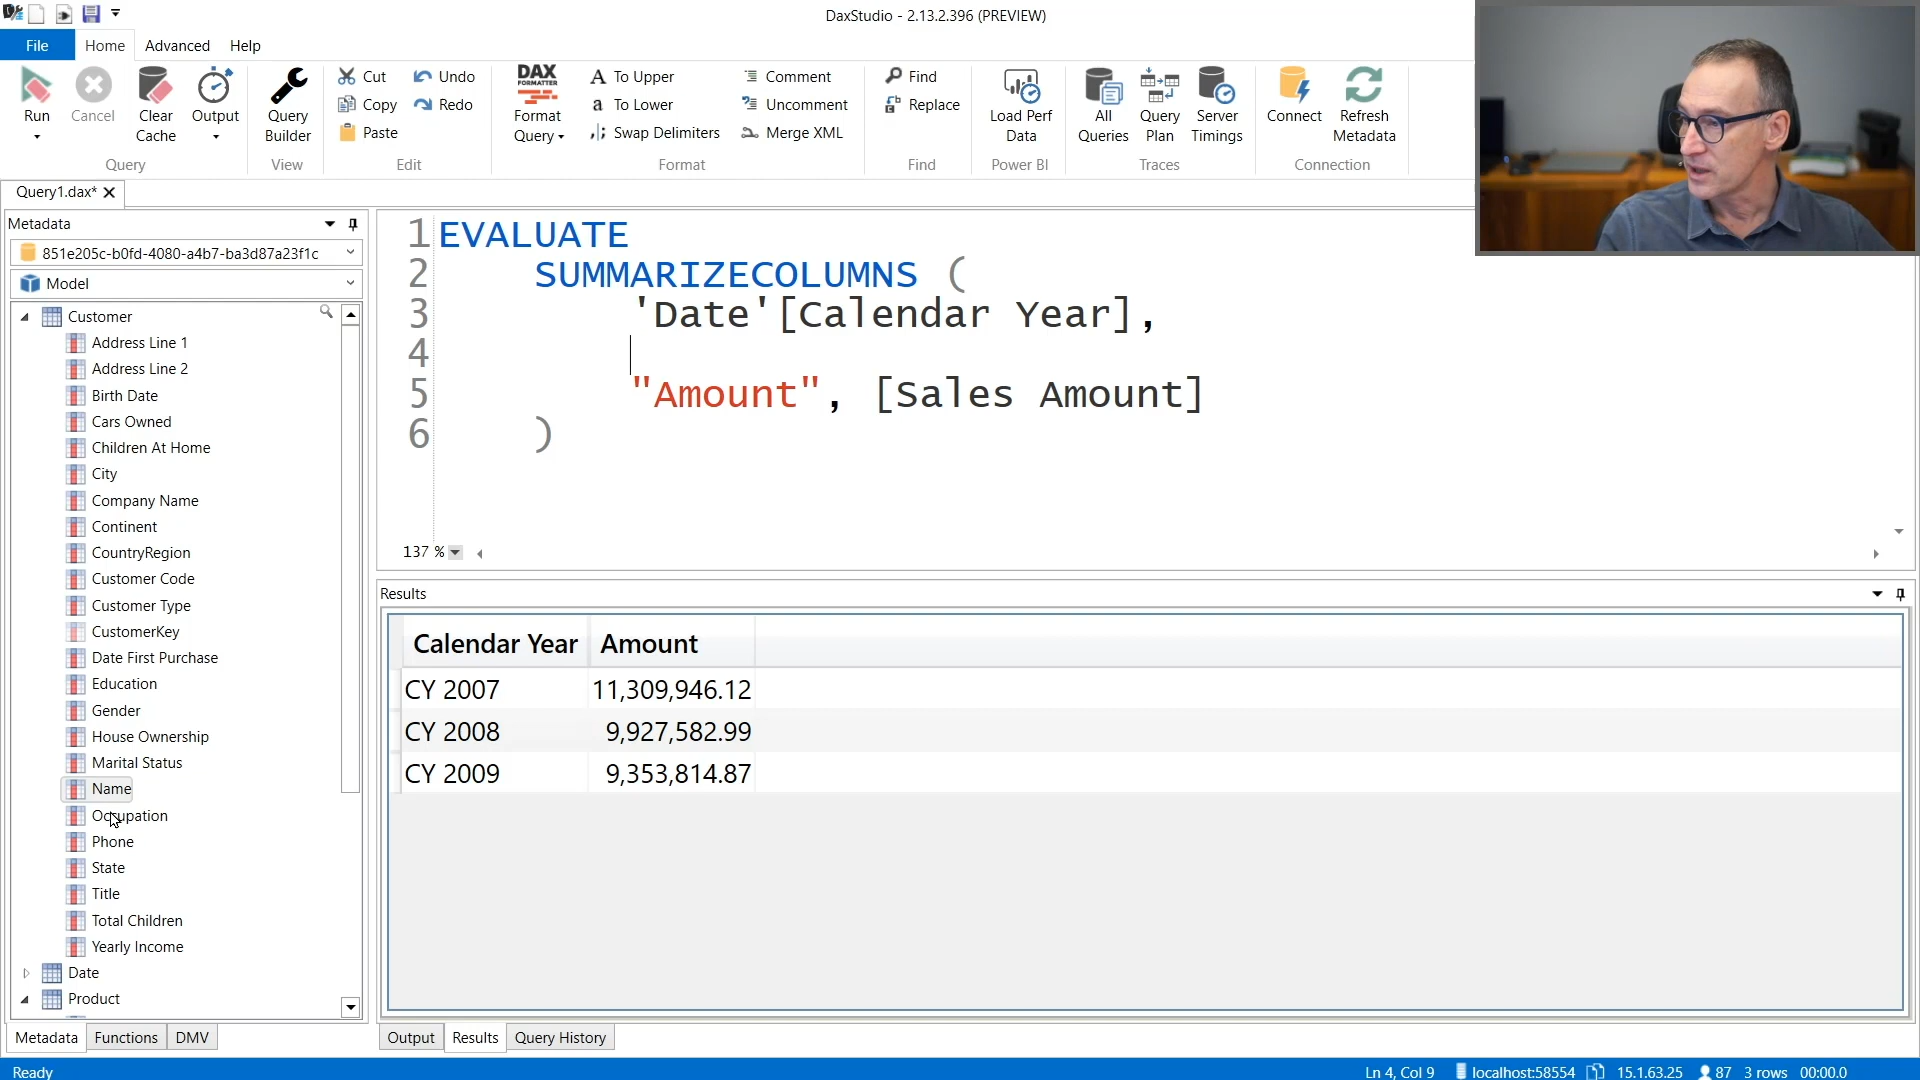 DaxStudio - 2.13.2.396 (PREVIEW)
File
Home
Advanced
Help
Run
Cancel
Clear
Cache
Output
Query
Query
Builder
View
Cut
Copy
Paste
Undo
Redo
Edit
DAX
FORMATTER
Format
Query
To Upper
To Lower
Swap Delimiters
Comment
Uncomment
Merge XML
Format
Find
Replace
Find
Load Perf
Data
Power BI
All
Queries
Query
Plan
Server
Timings
Traces
Connect
Refresh
Metadata
Connection
Query1.dax*
Metadata
851e205c-b0fd-4080-a4b7-ba3d87a23f1c
Model
Customer
Address Line 1
Address Line 2
Birth Date
Cars Owned
Children At Home
City
Company Name
Continent
CountryRegion
Customer Code
Customer Type
CustomerKey
Date First Purchase
Education
Gender
House Ownership
Marital Status
Name
Occupation
Phone
State
Title
Total Children
Yearly Income
Date
Product
Metadata
Functions
DMV
1 EVALUATE
2 SUMMARIZECOLUMNS (
3 'Date'[Calendar Year],
4
5 "Amount", [Sales Amount]
6 )
137 %
Results
Calendar Year Amount
CY 2007 11,309,946.12
CY 2008 9,927,582.99
CY 2009 9,353,814.87
Output
Results
Query History
Ready
Ln 4, Col 9
localhost:58554
15.1.63.25
87
3 rows
00:00.0